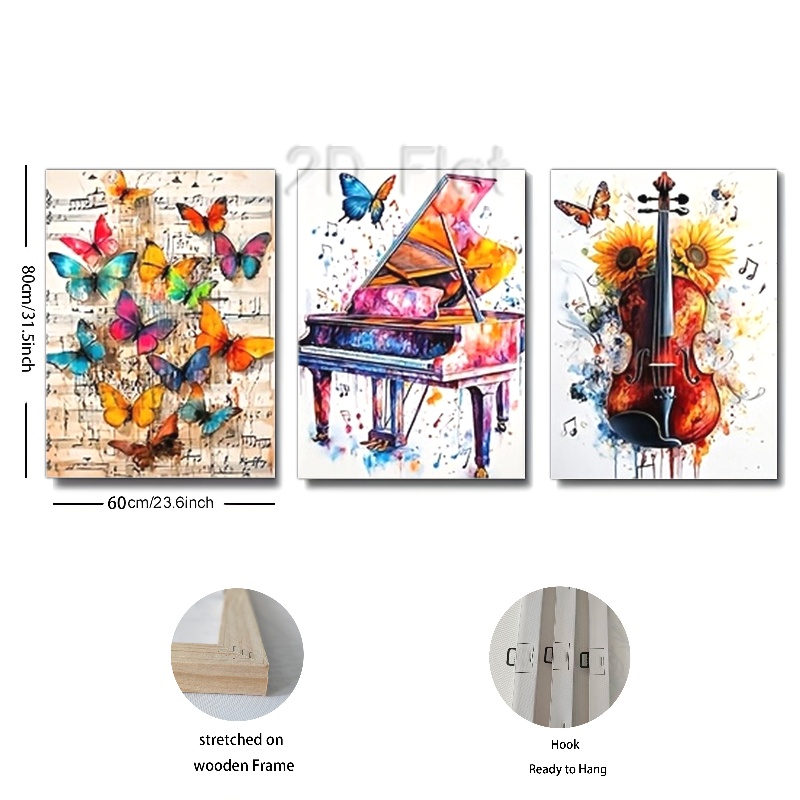 2D Flat
80cm/31.5inch
60cm/23.6inch
stretched on
wooden Frame
Hook
Ready to Hang